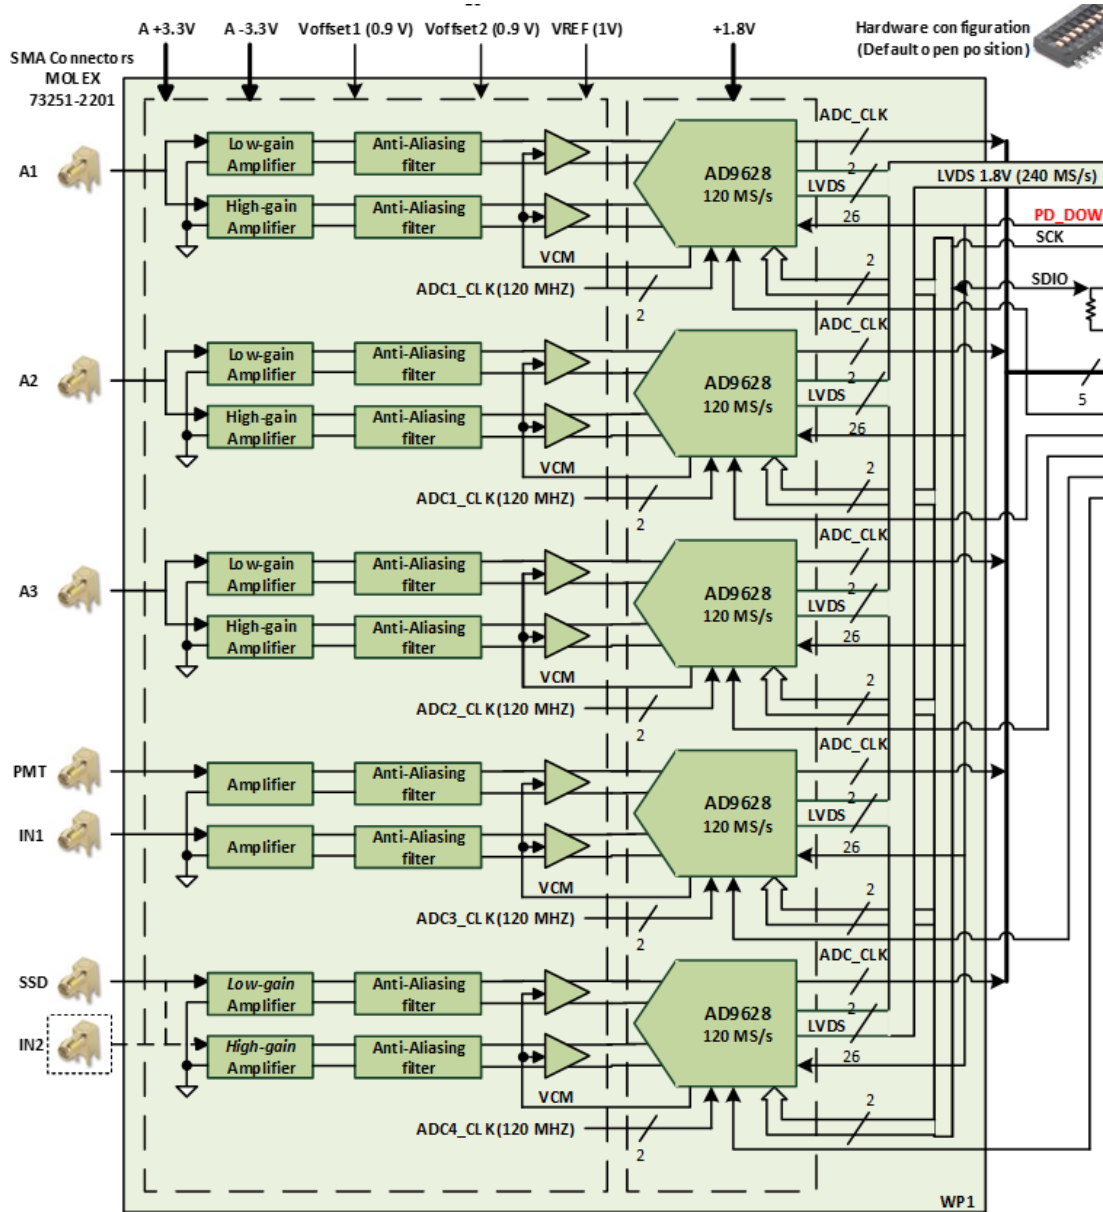 A +3.3V
A -3.3V
Voffset1 (0.9 V)
Voffset2 (0.9 V)
VREF (1V)
+1.8V
Hardware configuration
(Default open position)
SMA Connectors
MOLEX
73251-2201
A1
Low-gain
Amplifier
Anti-Aliasing
filter
High-gain
Amplifier
Anti-Aliasing
filter
VCM
ADC1_CLK(120 MHZ)
2
AD9628
120 MS/s
ADC_CLK
2
LVDS
26
2
LVDS 1.8V (240 MS/s)
PD_DOW
SCK
SDIO
5
A2
Low-gain
Amplifier
Anti-Aliasing
filter
High-gain
Amplifier
Anti-Aliasing
filter
VCM
ADC1_CLK(120 MHZ)
2
AD9628
120 MS/s
ADC_CLK
2
LVDS
26
2
A3
Low-gain
Amplifier
Anti-Aliasing
filter
High-gain
Amplifier
Anti-Aliasing
filter
VCM
ADC2_CLK(120 MHZ)
2
AD9628
120 MS/s
ADC_CLK
2
LVDS
26
2
PMT
Amplifier
Anti-Aliasing
filter
IN1
Amplifier
Anti-Aliasing
filter
VCM
ADC3_CLK(120 MHZ)
2
AD9628
120 MS/s
ADC_CLK
2
LVDS
26
2
SSD
Low-gain
Amplifier
Anti-Aliasing
filter
IN2
High-gain
Amplifier
Anti-Aliasing
filter
VCM
ADC4_CLK(120 MHZ)
2
AD9628
120 MS/s
ADC_CLK
2
LVDS
26
2
WP1